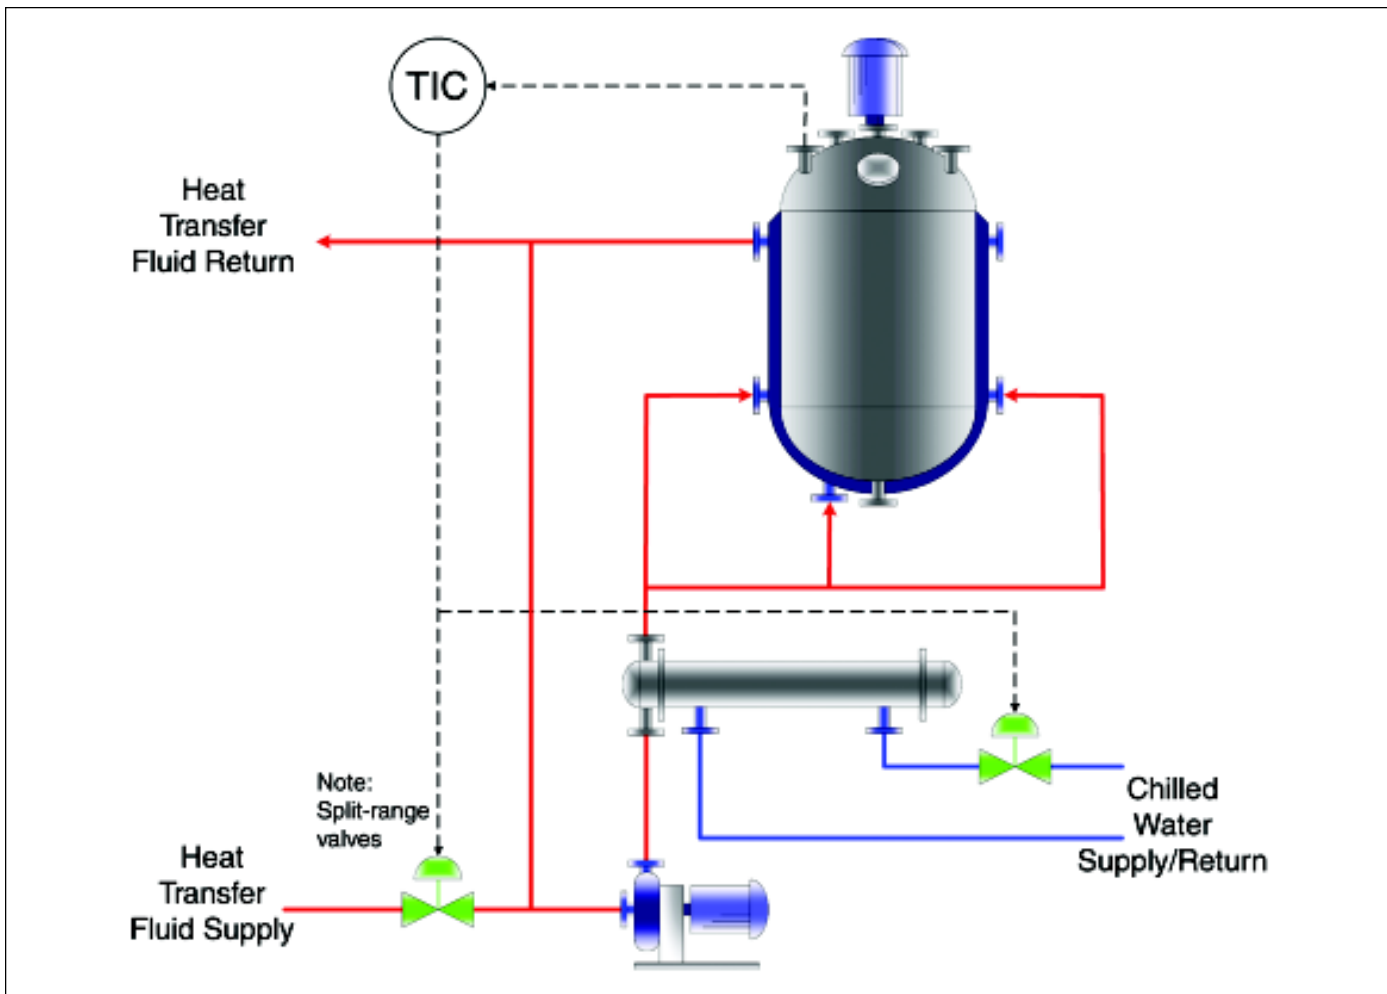 TIC
Heat
Transfer
Fluid Return
Note:
Split-range
valves
Heat
Transfer
Fluid Supply
Chilled
Water
Supply/Return